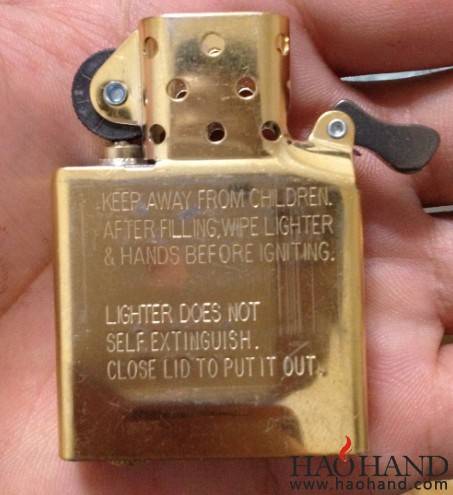 KEEP AWAY FROM CHILDREN.
AFTER FILLING, WIPE LIGHTER
& HANDS BEFORE IGNITING.
LIGHTER DOES NOT
SELF EXTINGUISH.
CLOSE LID TO PUT IT OUT.
HAOHAND
www.haohand.com